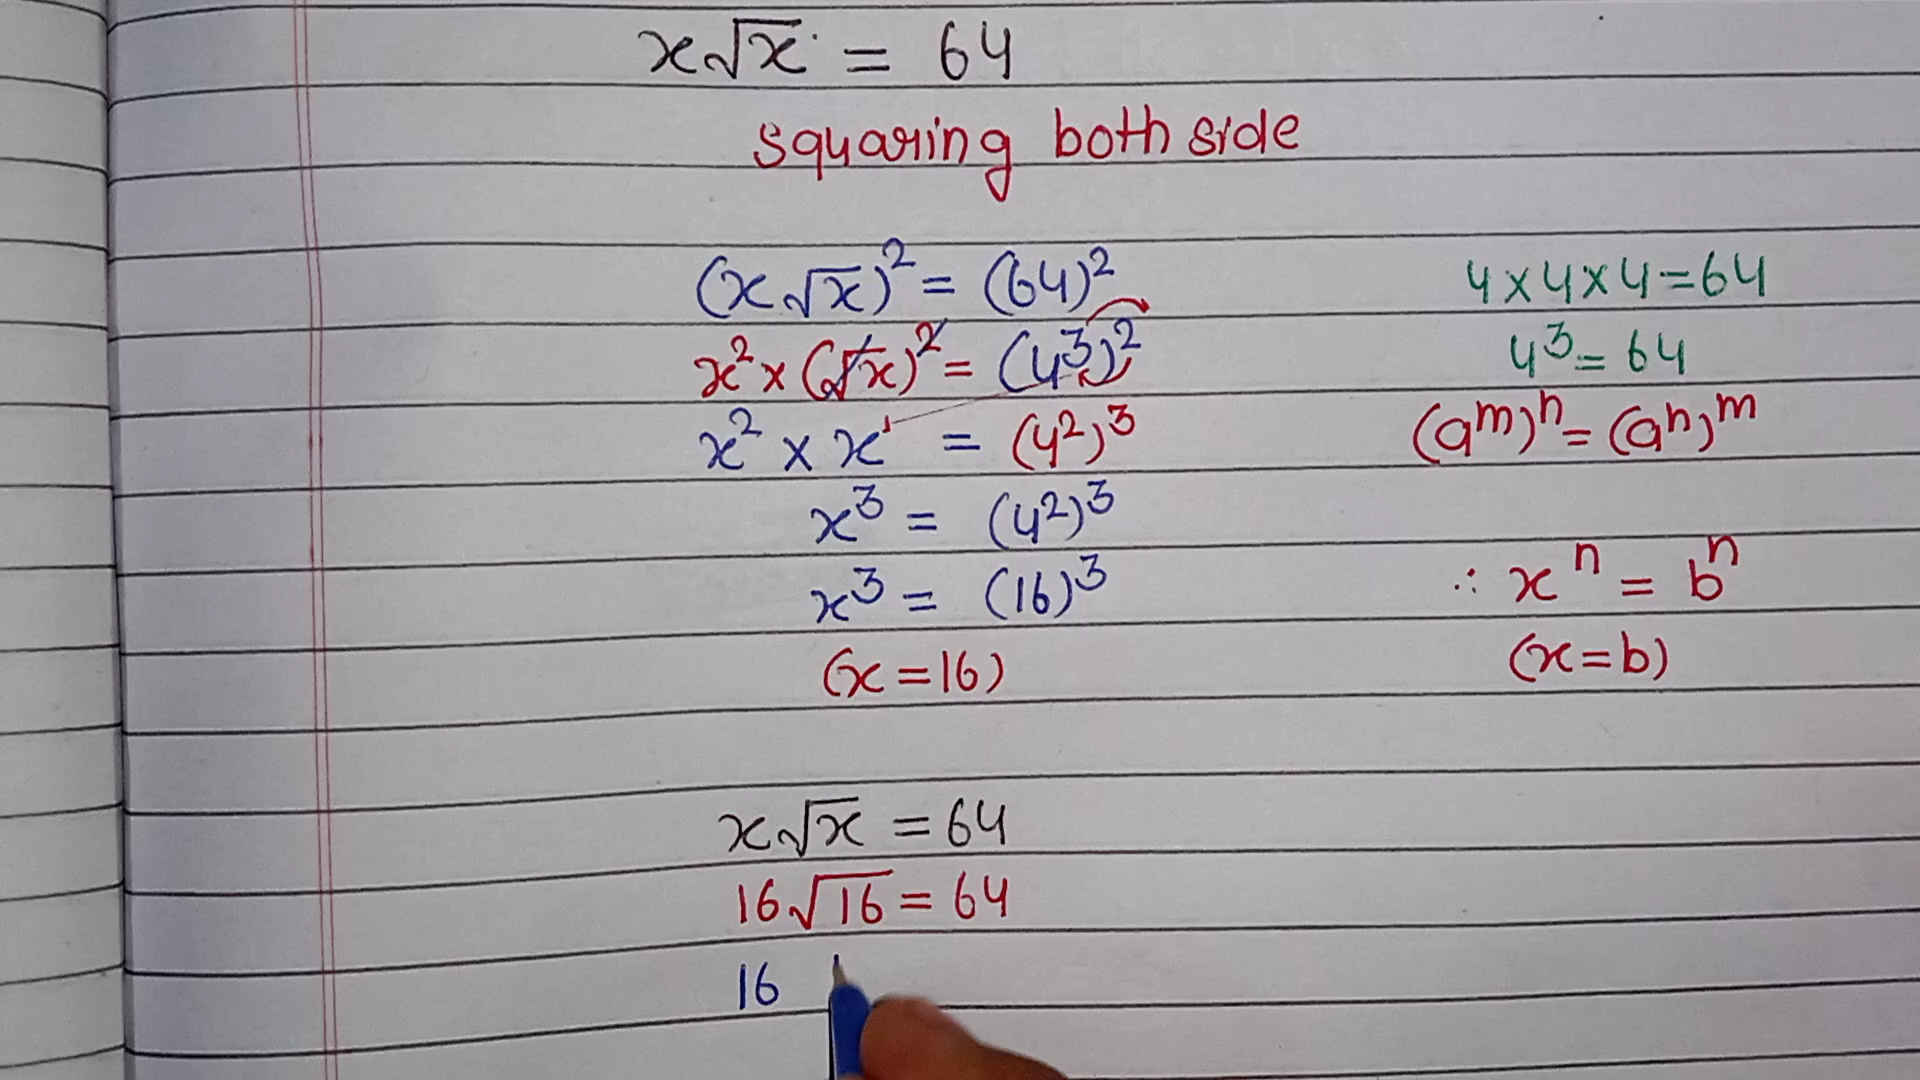 x√x = 64
squaring both side
(x√x)² = (64)²
4×4×4=64
x² × (√x)² = (4³)²
4³ = 64
x² × x¹ = (4²)³
(aᵐ)ⁿ = (aⁿ)ᵐ
x³ = (4²)³
x³ = (16)³
∴ xⁿ = bⁿ
(x=16)
(x=b)
x√x = 64
16√16 = 64
16